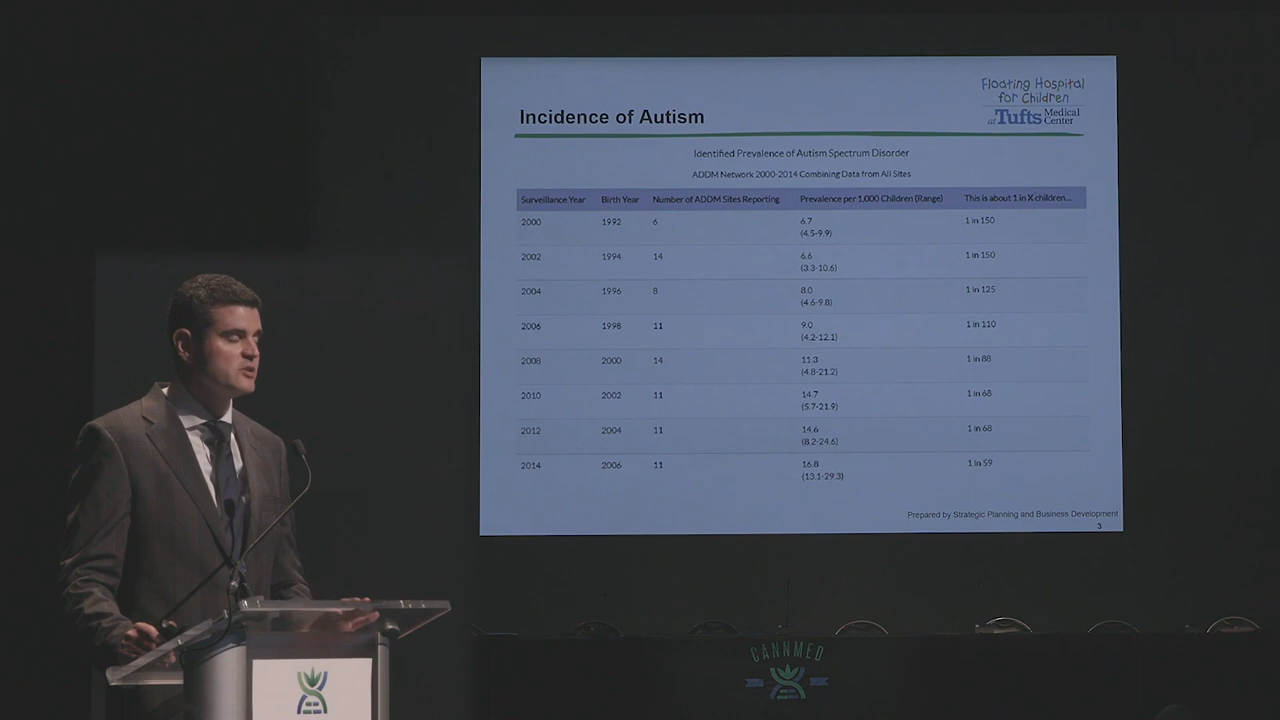 Floating Hospital
for Children
at Tufts Medical Center
Incidence of Autism
Identified Prevalence of Autism Spectrum Disorder
ADDM Network 2000-2014 Combining Data from All Sites
Surveillance Year Birth Year Number of ADDM Sites Reporting Prevalence per 1,000 Children (Range) This is about 1 in X children...
2000 1992 6 6.7 1 in 150
(4.5-9.9)
2002 1994 14 6.6 1 in 150
(3.3-10.6)
2004 1996 8 8.0 1 in 125
(4.6-9.8)
2006 1998 11 9.0 1 in 110
(4.2-12.1)
2008 2000 14 11.3 1 in 88
(4.8-21.2)
2010 2002 11 14.7 1 in 68
(5.7-21.9)
2012 2004 11 14.6 1 in 68
(8.2-24.6)
2014 2006 11 16.8 1 in 59
(13.1-29.3)
Prepared by Strategic Planning and Business Development
3
CANNMED